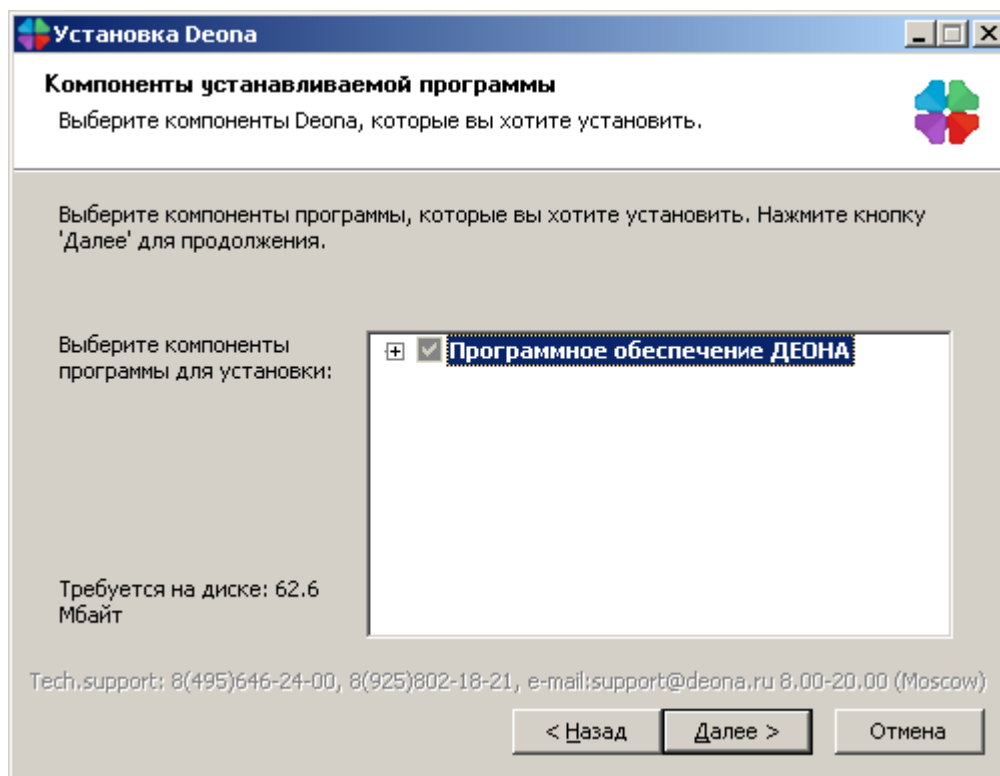 Установка Deona
Компоненты устанавливаемой программы
Выберите компоненты Deona, которые вы хотите установить.
Выберите компоненты программы, которые вы хотите установить. Нажмите кнопку
'Далее' для продолжения.
Выберите компоненты
программы для установки:
Программное обеспечение ДЕОНА
Требуется на диске: 62.6
Мбайт
Tech.support: 8(495)646-24-00, 8(925)802-18-21, e-mail:support@deona.ru 8.00-20.00 (Moscow)
< Назад
Далее >
Отмена